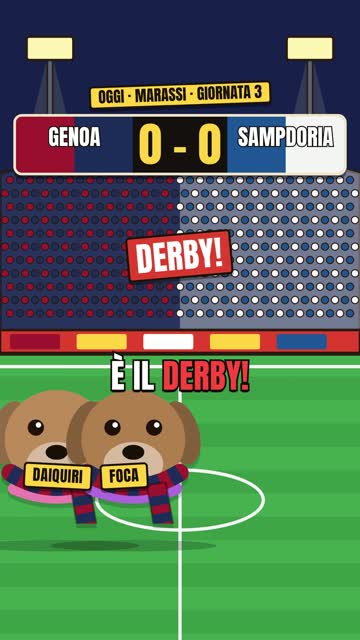 OGGI · MARASSI · GIORNATA 3
GENOA 0 - 0 SAMPDORIA
DERBY!
È IL DERBY!
DAIQUIRI FOCA